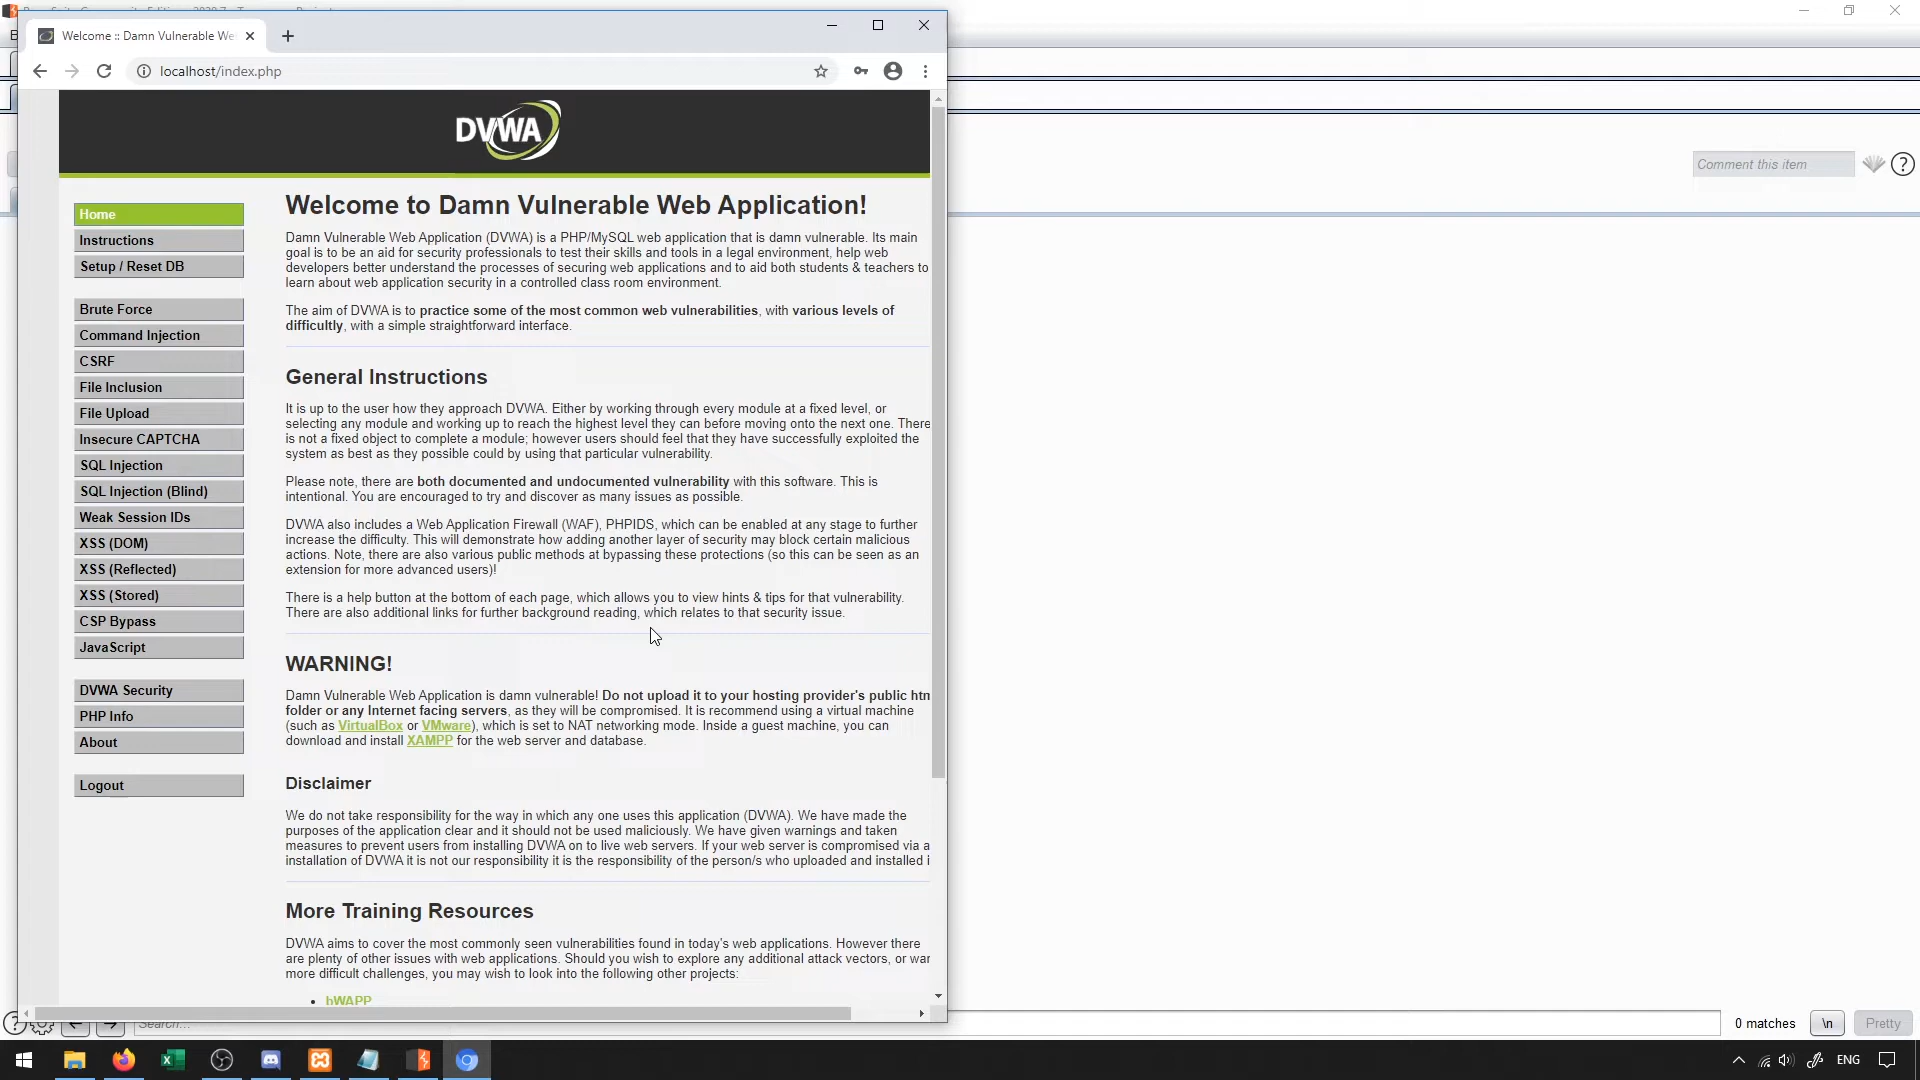 Welcome :: Damn Vulnerable We
localhost/index.php
Comment this item
DVWA
Home
Instructions
Setup / Reset DB
Brute Force
Command Injection
CSRF
File Inclusion
File Upload
Insecure CAPTCHA
SQL Injection
SQL Injection (Blind)
Weak Session IDs
XSS (DOM)
XSS (Reflected)
XSS (Stored)
CSP Bypass
JavaScript
DVWA Security
PHP Info
About
Logout
Welcome to Damn Vulnerable Web Application!
Damn Vulnerable Web Application (DVWA) is a PHP/MySQL web application that is damn vulnerable. Its main
goal is to be an aid for security professionals to test their skills and tools in a legal environment, help web
developers better understand the processes of securing web applications and to aid both students & teachers to
learn about web application security in a controlled class room environment.
The aim of DVWA is to practice some of the most common web vulnerabilities, with various levels of
difficultly, with a simple straightforward interface.
General Instructions
It is up to the user how they approach DVWA. Either by working through every module at a fixed level, or
selecting any module and working up to reach the highest level they can before moving onto the next one. There
is not a fixed object to complete a module; however users should feel that they have successfully exploited the
system as best as they possible could by using that particular vulnerability.
Please note, there are both documented and undocumented vulnerability with this software. This is
intentional. You are encouraged to try and discover as many issues as possible.
DVWA also includes a Web Application Firewall (WAF), PHPIDS, which can be enabled at any stage to further
increase the difficulty. This will demonstrate how adding another layer of security may block certain malicious
actions. Note, there are also various public methods at bypassing these protections (so this can be seen as an
extension for more advanced users)!
There is a help button at the bottom of each page, which allows you to view hints & tips for that vulnerability.
There are also additional links for further background reading, which relates to that security issue.
WARNING!
Damn Vulnerable Web Application is damn vulnerable! Do not upload it to your hosting provider's public htm
folder or any Internet facing servers, as they will be compromised. It is recommend using a virtual machine
(such as VirtualBox or VMware), which is set to NAT networking mode. Inside a guest machine, you can
download and install XAMPP for the web server and database.
Disclaimer
We do not take responsibility for the way in which any one uses this application (DVWA). We have made the
purposes of the application clear and it should not be used maliciously. We have given warnings and taken
measures to prevent users from installing DVWA on to live web servers. If your web server is compromised via a
installation of DVWA it is not our responsibility it is the responsibility of the person/s who uploaded and installed i
More Training Resources
DVWA aims to cover the most commonly seen vulnerabilities found in today's web applications. However there
are plenty of other issues with web applications. Should you wish to explore any additional attack vectors, or war
more difficult challenges, you may wish to look into the following other projects:
bWAPP
Search...
0 matches
\n
Pretty
ENG